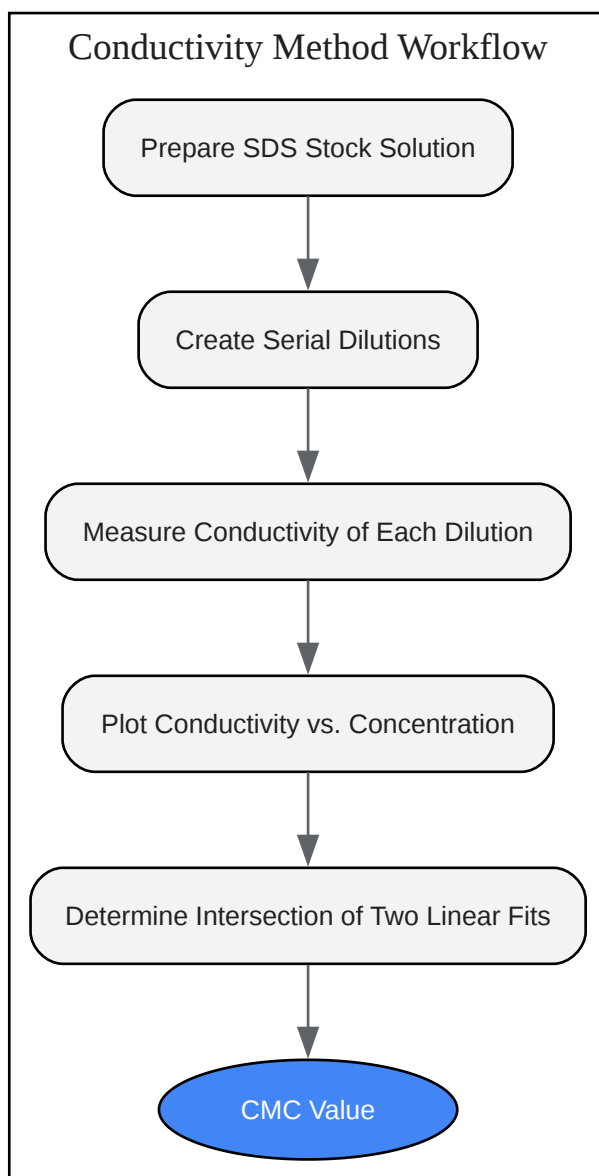 Conductivity Method Workflow
Prepare SDS Stock Solution
Create Serial Dilutions
Measure Conductivity of Each Dilution
Plot Conductivity vs. Concentration
Determine Intersection of Two Linear Fits
CMC Value